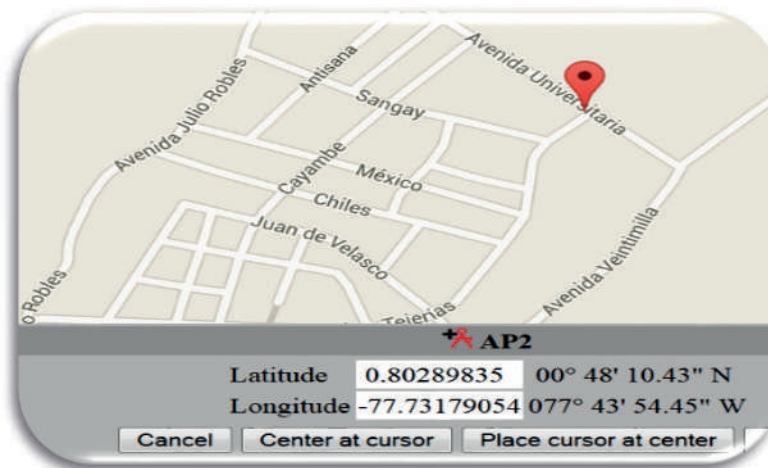 Avenida Universitaria
Antisana
Sangay
Avenida Julio Robles
Cayambe
México
Chiles
Juan de Velasco
Avenida Veintimilla
o Robles
Tejerías
AP2
Latitude 0.80289835 00° 48' 10.43" N
Longitude -77.73179054 077° 43' 54.45" W
Cancel Center at cursor Place cursor at center